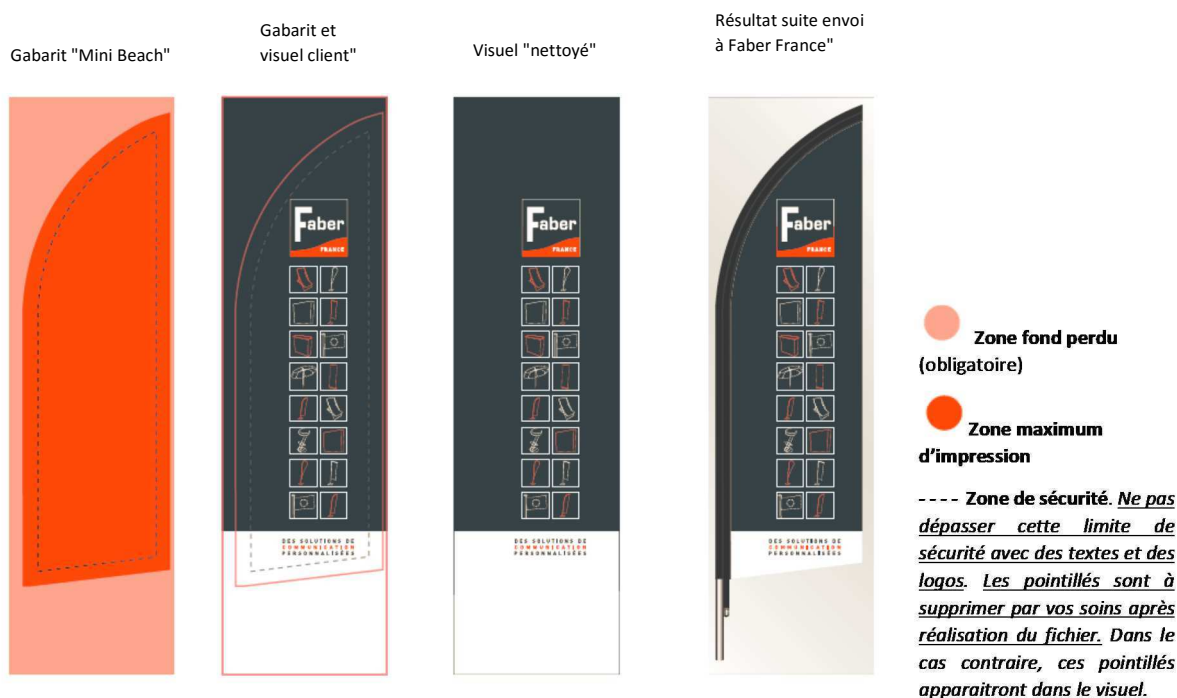 Gabarit "Mini Beach"
Gabarit et
visuel client"
Visuel "nettoyé"
Résultat suite envoi
à Faber France"
Faber
FRANCE
DES SOLUTIONS DE
COMMUNICATION
PERSONNALISÉES
Faber
FRANCE
DES SOLUTIONS DE
COMMUNICATION
PERSONNALISÉES
Faber
FRANCE
DES SOLUTIONS DE
COMMUNICATION
PERSONNALISÉES
Zone fond perdu
(obligatoire)
Zone maximum
d'impression
---- Zone de sécurité. Ne pas
dépasser cette limite de
sécurité avec des textes et des
logos. Les pointillés sont à
supprimer par vos soins après
réalisation du fichier. Dans le
cas contraire, ces pointillés
apparaitront dans le visuel.